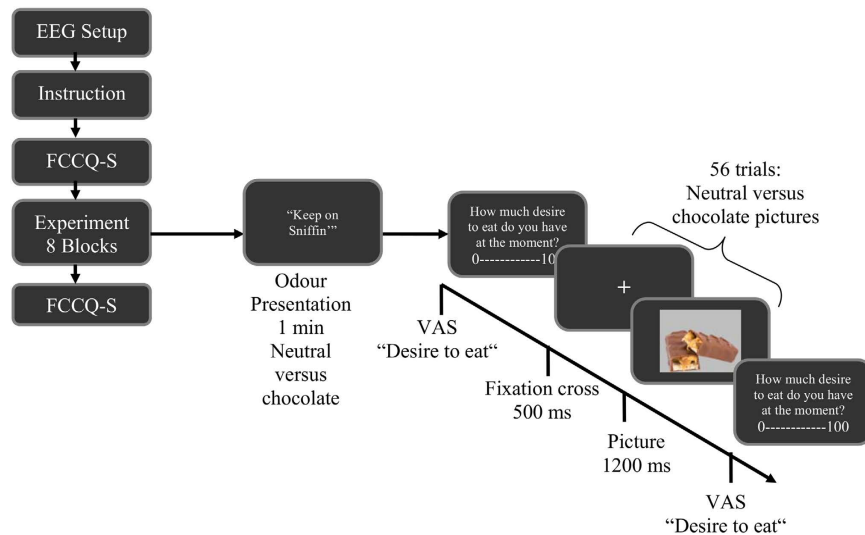 EEG Setup
Instruction
FCCQ-S
Experiment
8 Blocks
FCCQ-S
“Keep on
Sniffin’”
Odour
Presentation
1 min
Neutral
versus
chocolate
How much desire
to eat do you have
at the moment?
0------------10
VAS
“Desire to eat“
+
Fixation cross
500 ms
56 trials:
Neutral versus
chocolate pictures
Picture
1200 ms
How much desire
to eat do you have
at the moment?
0------------100
VAS
“Desire to eat“